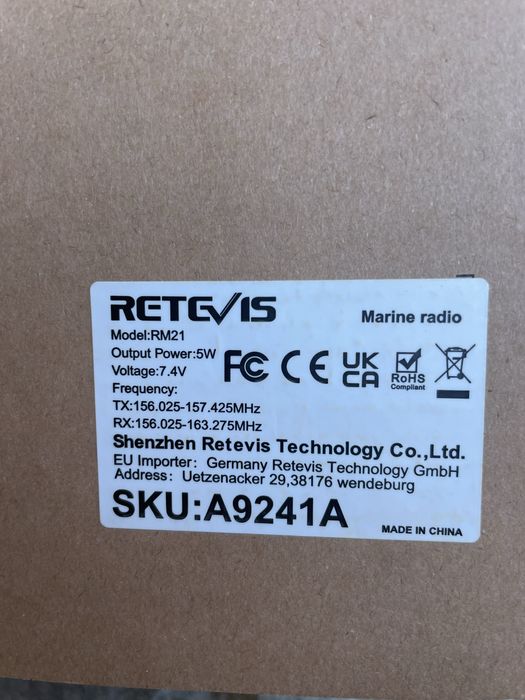 RETEVIS
Marine radio
Model:RM21
Output Power:5W
Voltage:7.4V
Frequency:
TX:156.025-157.425MHz
RX:156.025-163.275MHz
FC CE UK CA RoHS Compliant
Shenzhen Retevis Technology Co.,Ltd.
EU Importer: Germany Retevis Technology GmbH
Address: Uetzenacker 29,38176 wendeburg
SKU:A9241A
MADE IN CHINA